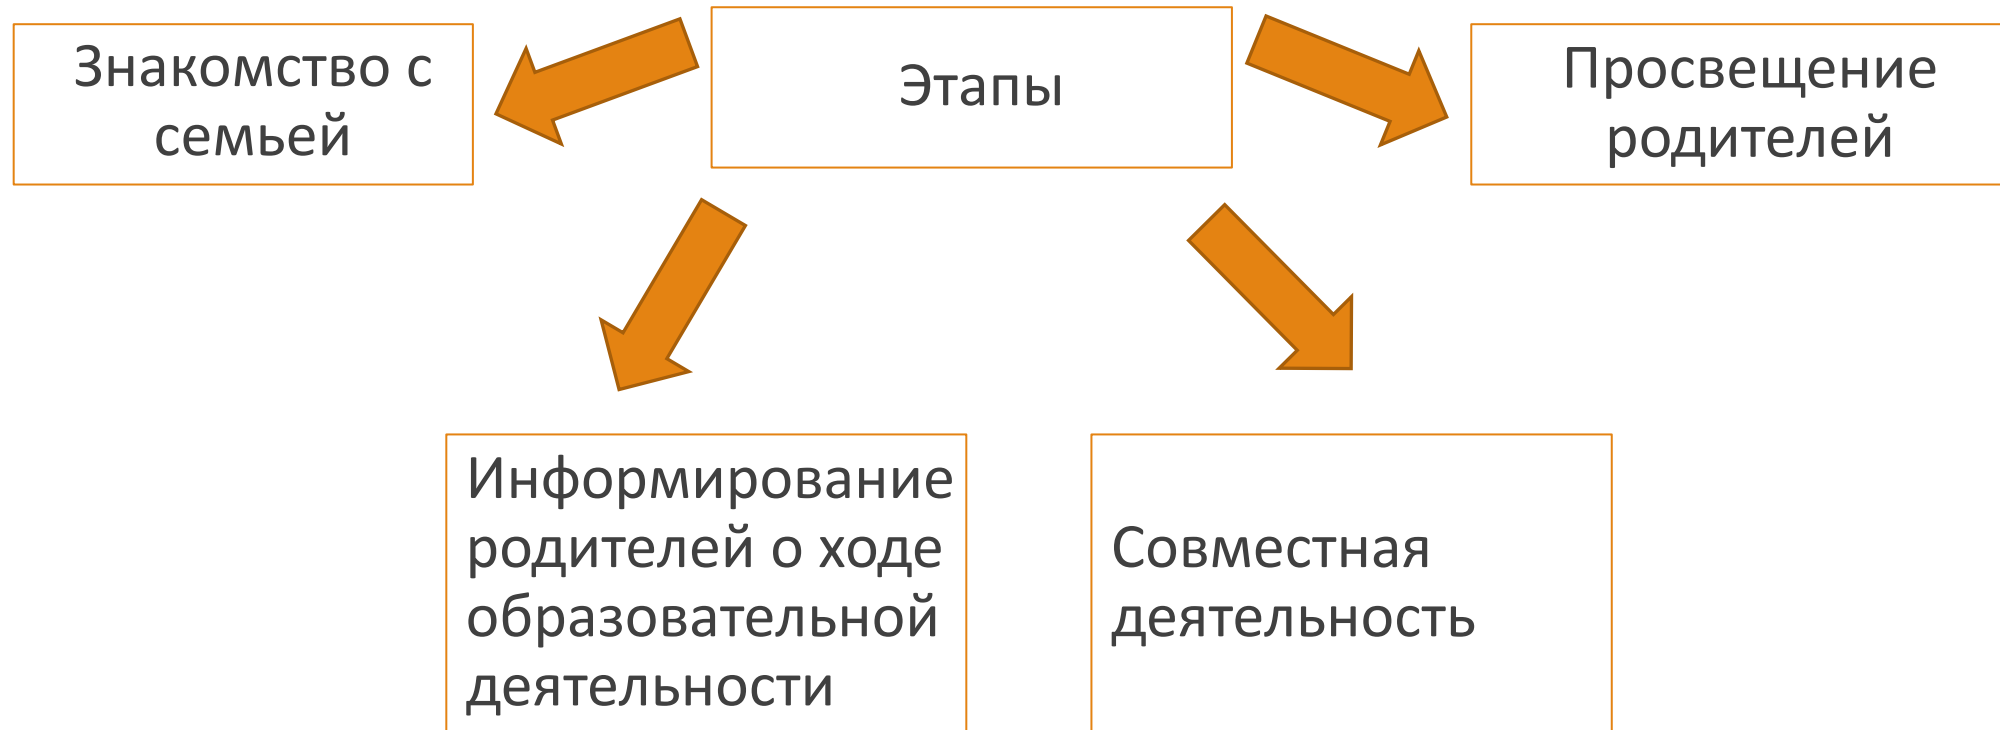 Знакомство с
семьей
Этапы
Просвещение
родителей
Информирование
родителей о ходе
образовательной
деятельности
Совместная
деятельность